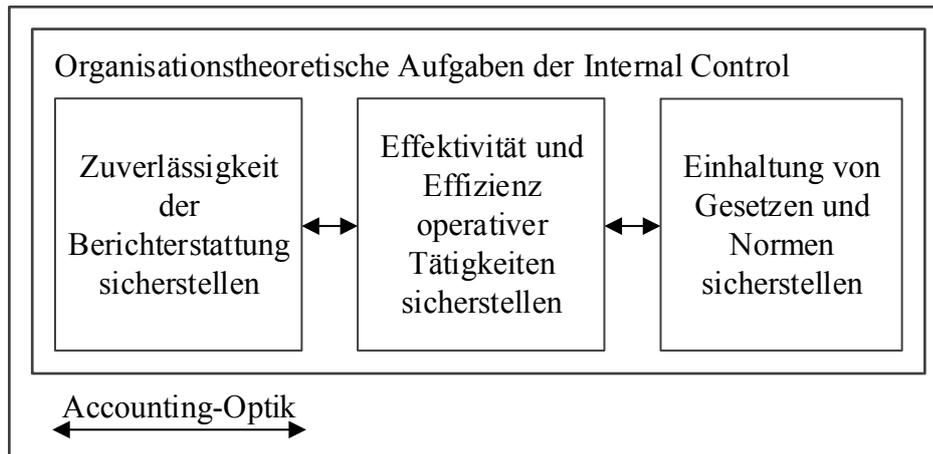 Organisationstheoretische Aufgaben der Internal Control
Zuverlässigkeit
der
Berichterstattung
sicherstellen
Effektivität und
Effizienz
operativer
Tätigkeiten
sicherstellen
Einhaltung von
Gesetzen und
Normen
sicherstellen
Accounting-Optik